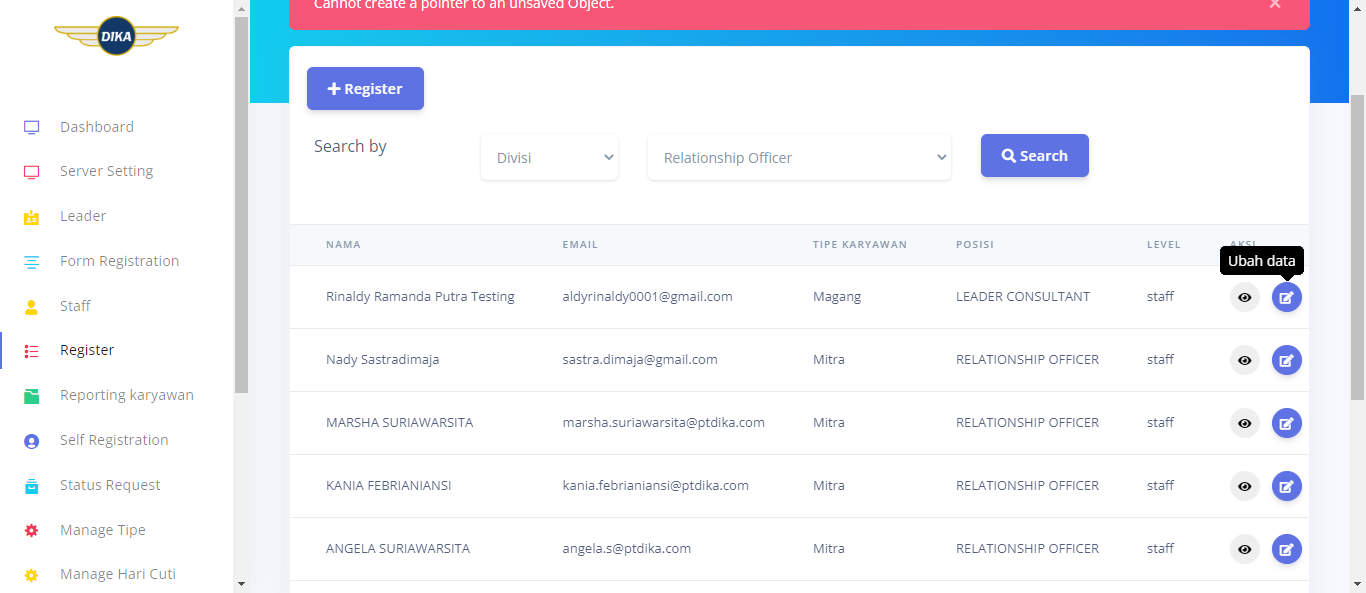 Cannot create a pointer to an unsaved Object.
×
DIKA
Dashboard
Server Setting
Leader
Form Registration
Staff
Register
Reporting karyawan
Self Registration
Status Request
Manage Tipe
Manage Hari Cuti
Register
Search by
Divisi
Relationship Officer
Search
NAMA EMAIL TIPE KARYAWAN POSISI LEVEL AKSI
Ubah data
Rinaldy Ramanda Putra Testing aldyrinaldy0001@gmail.com Magang LEADER CONSULTANT staff
Nady Sastradimaja sastra.dimaja@gmail.com Mitra RELATIONSHIP OFFICER staff
MARSHA SURIAWARSITA marsha.suriawarsita@ptdika.com Mitra RELATIONSHIP OFFICER staff
KANIA FEBRIANIANSI kania.febrianiansi@ptdika.com Mitra RELATIONSHIP OFFICER staff
ANGELA SURIAWARSITA angela.s@ptdika.com Mitra RELATIONSHIP OFFICER staff